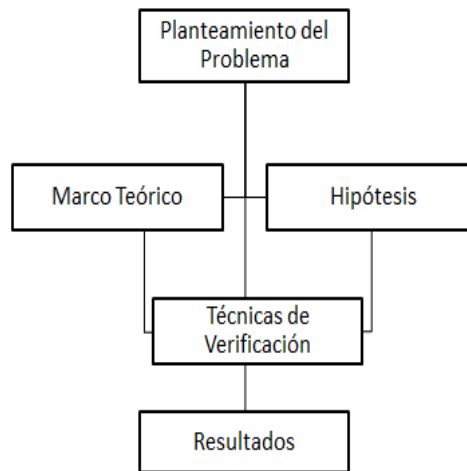 Planteamiento del
Problema
Marco Teórico
Hipótesis
Técnicas de
Verificación
Resultados